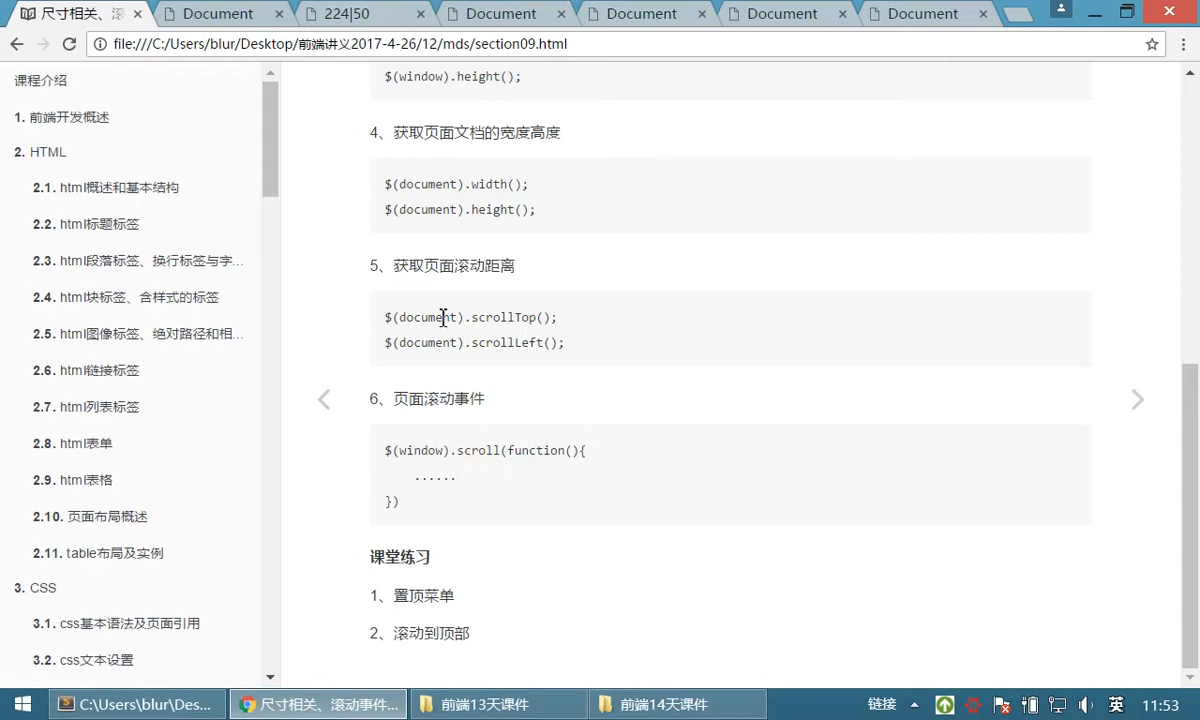 尺寸相关、滚
Document
224|50
Document
Document
Document
Document
file:///C:/Users/blur/Desktop/前端讲义2017-4-26/12/mds/section09.html
课程介绍
1. 前端开发概述
2. HTML
2.1. html概述和基本结构
2.2. html标题标签
2.3. html段落标签、换行标签与字...
2.4. html块标签、含样式的标签
2.5. html图像标签、绝对路径和相...
2.6. html链接标签
2.7. html列表标签
2.8. html表单
2.9. html表格
2.10. 页面布局概述
2.11. table布局及实例
3. CSS
3.1. css基本语法及页面引用
3.2. css文本设置
$(window).height();
4、获取页面文档的宽度高度
$(document).width();
$(document).height();
5、获取页面滚动距离
$(document).scrollTop();
$(document).scrollLeft();
6、页面滚动事件
$(window).scroll(function(){
......
})
课堂练习
1、置顶菜单
2、滚动到顶部
C:\Users\blur\Des...
尺寸相关、滚动事件...
前端13天课件
前端14天课件
链接
英
11:53